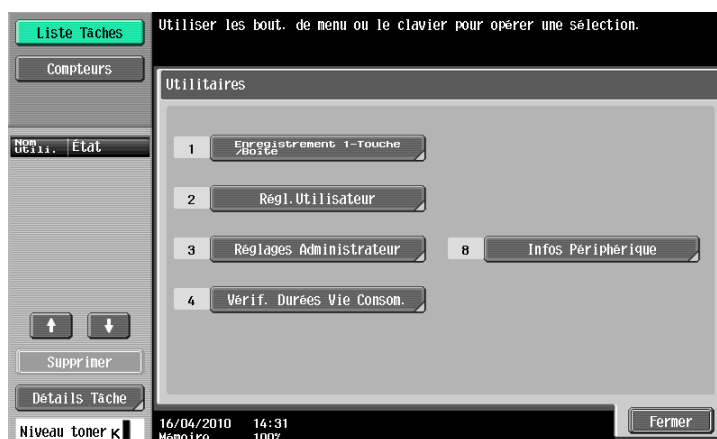 Liste Tâches
Utiliser les bout. de menu ou le clavier pour opérer une sélection.
Compteurs
Utilitaires
Nom
Utili.
État
1
Enregistrement 1-Touche
/Boîte
2
Régl.Utilisateur
3
Réglages Administrateur
8
Infos Périphérique
4
Vérif. Durées Vie Consom.
Supprimer
Détails Tâche
Niveau toner K
16/04/2010 14:31
Mémoire 100%
Fermer